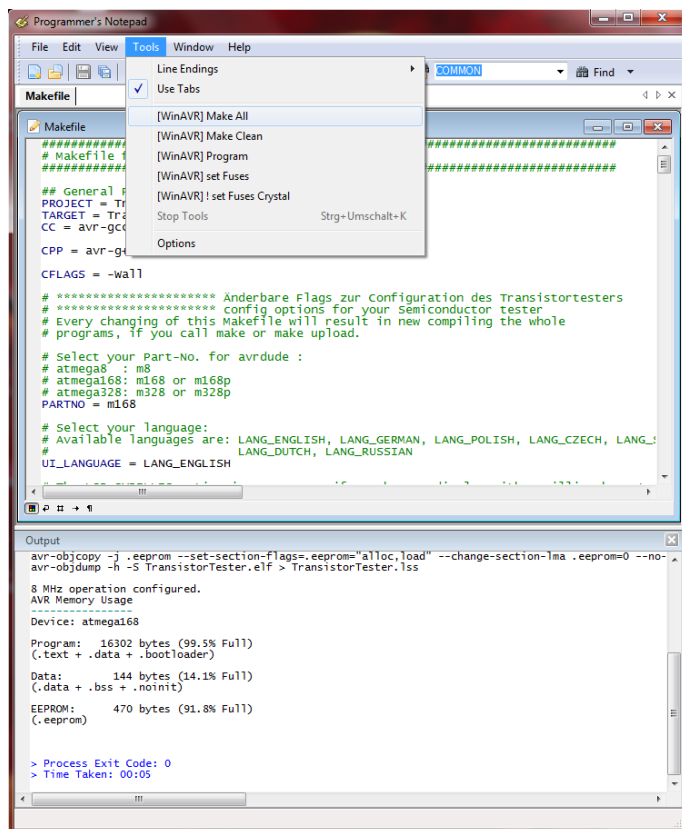 Programmer's Notepad
File Edit View Tools Window Help
COMMON Find
Makefile
Line Endings
Use Tabs
[WinAVR] Make All
[WinAVR] Make Clean
[WinAVR] Program
[WinAVR] set Fuses
[WinAVR] ! set Fuses Crystal
Stop Tools Strg+Umschalt+K
Options
Makefile
# Makefile
## General
PROJECT =
TARGET =
CC = avr-gcc
CPP =
CFLAGS = -Wall
# ********************** Änderbare Flags zur Configuration des Transistortesters
# ********************** config options for your Semiconductor tester
# Every changing of this Makefile will result in new compiling the whole
# programs, if you call make or make upload.
# Select your Part-No. for avrdude :
# atmega8 : m8
# atmega168: m168 or m168p
# atmega328: m328 or m328p
PARTNO = m168
# Select your language:
# Available languages are: LANG_ENGLISH, LANG_GERMAN, LANG_POLISH, LANG_CZECH,
# LANG_DUTCH, LANG_RUSSIAN
UI_LANGUAGE = LANG_ENGLISH
Output
avr-objcopy -j .eeprom --set-section-flags=.eeprom="alloc,load" --change-section-lma .eeprom=0 --no-
avr-objdump -h -S TransistorTester.elf > TransistorTester.lss
8 MHz operation configured.
AVR Memory Usage
----------------
Device: atmega168
Program: 16302 bytes (99.5% Full)
(.text + .data + .bootloader)
Data: 144 bytes (14.1% Full)
(.data + .bss + .noinit)
EEPROM: 470 bytes (91.8% Full)
(.eeprom)
> Process Exit Code: 0
> Time Taken: 00:05